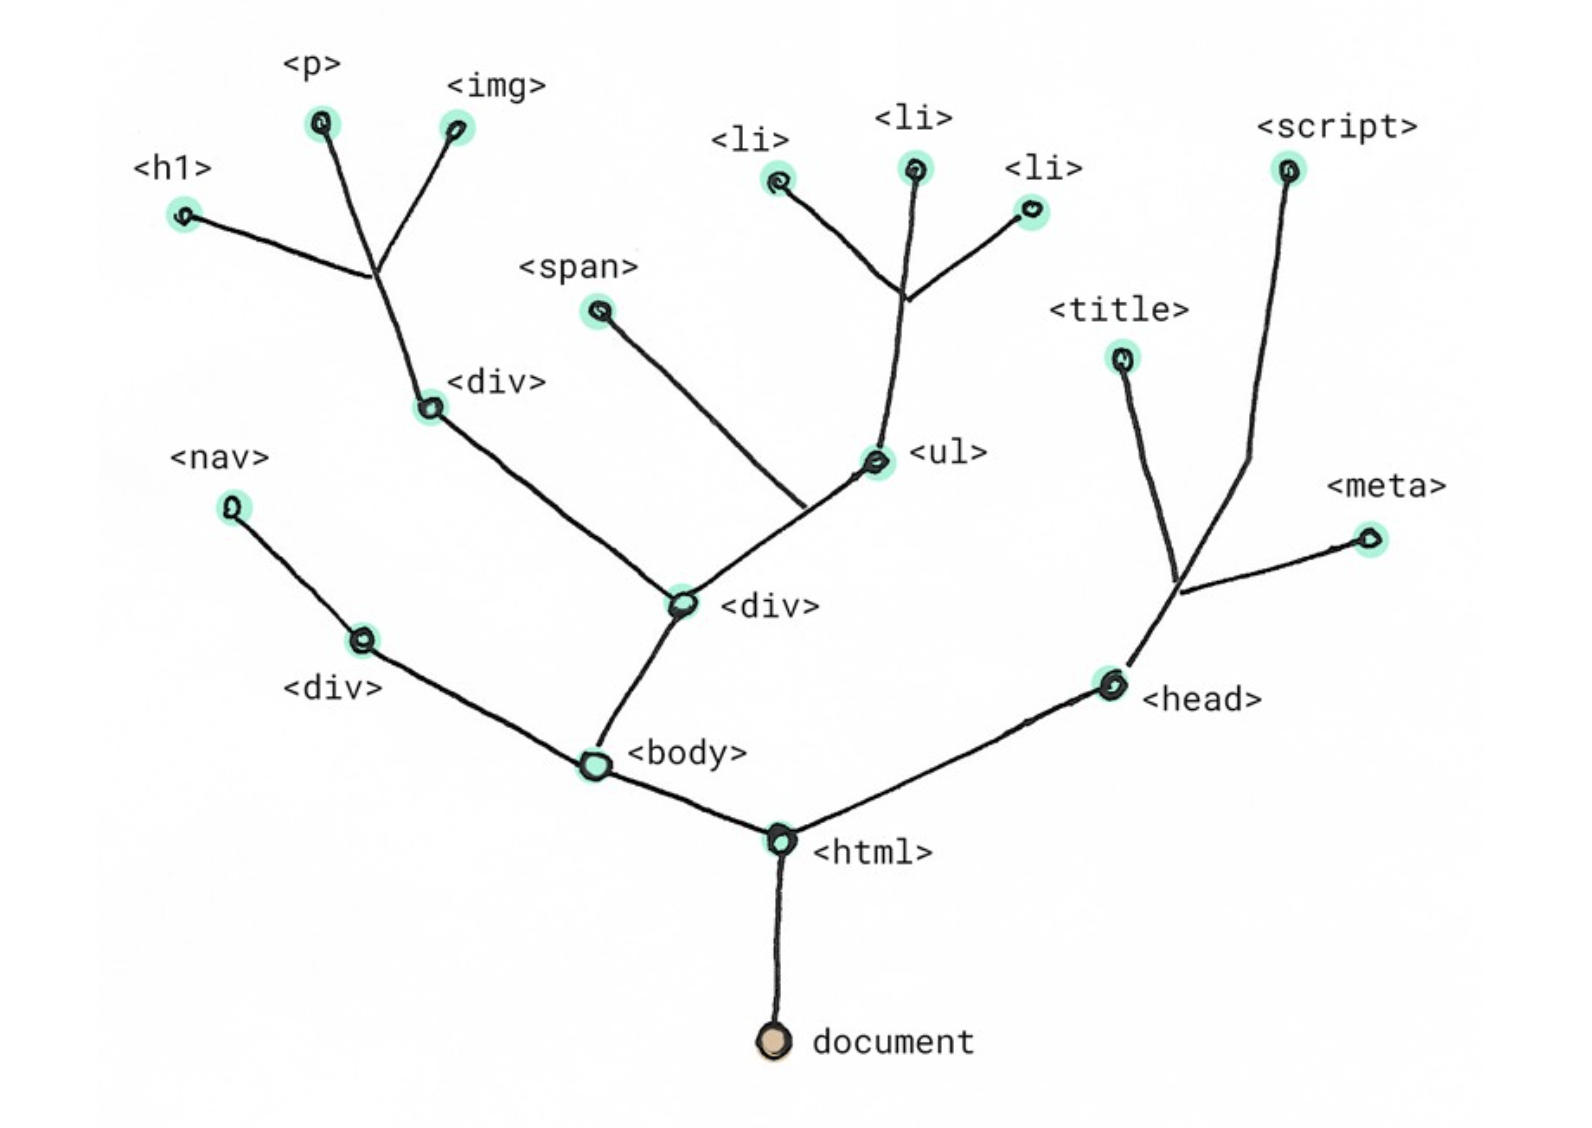 <p>
<img>
<h1>
<li>
<li>
<li>
<script>
<span>
<title>
<div>
<nav>
<ul>
<meta>
<div>
<div>
<head>
<body>
<html>
document